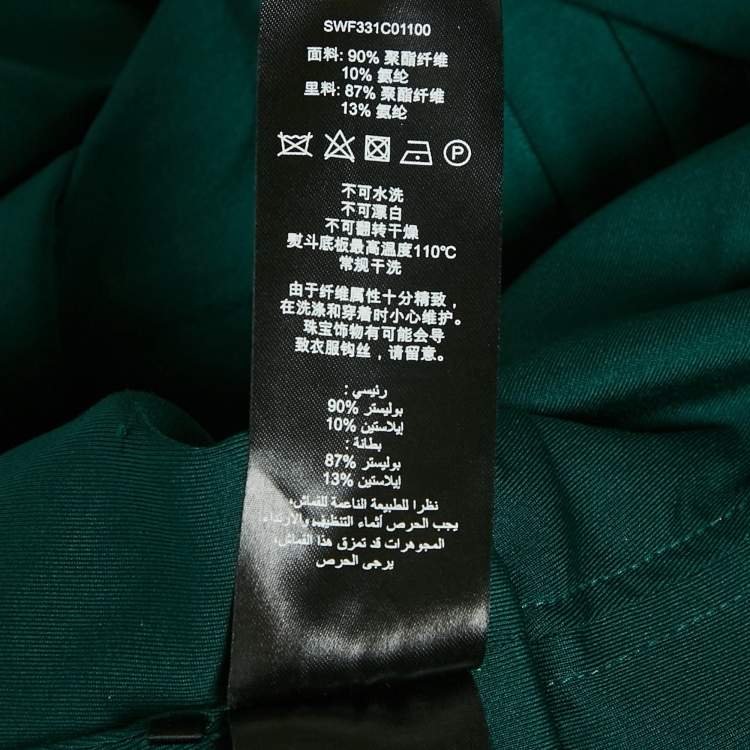 SWF331C01100
面料: 90% 聚酯纤维
10% 氨纶
里料: 87% 聚酯纤维
13% 氨纶
P
不可水洗
不可漂白
不可翻转干燥
熨斗底板最高温度110℃
常规干洗
由于纤维属性十分精致，
在洗涤和穿着时小心维护。
珠宝饰物有可能会导
致衣服钩丝，请留意。
رئيسي :
90% بوليستر
10% إيلاستين
بطانة :
87% بوليستر
13% إيلاستين
نظرا للطبيعة الناعمة للقماش،
يجب الحرص أثناء التنظيف والارتداء
المجوهرات قد تمزق هذا القماش،
يرجى الحرص